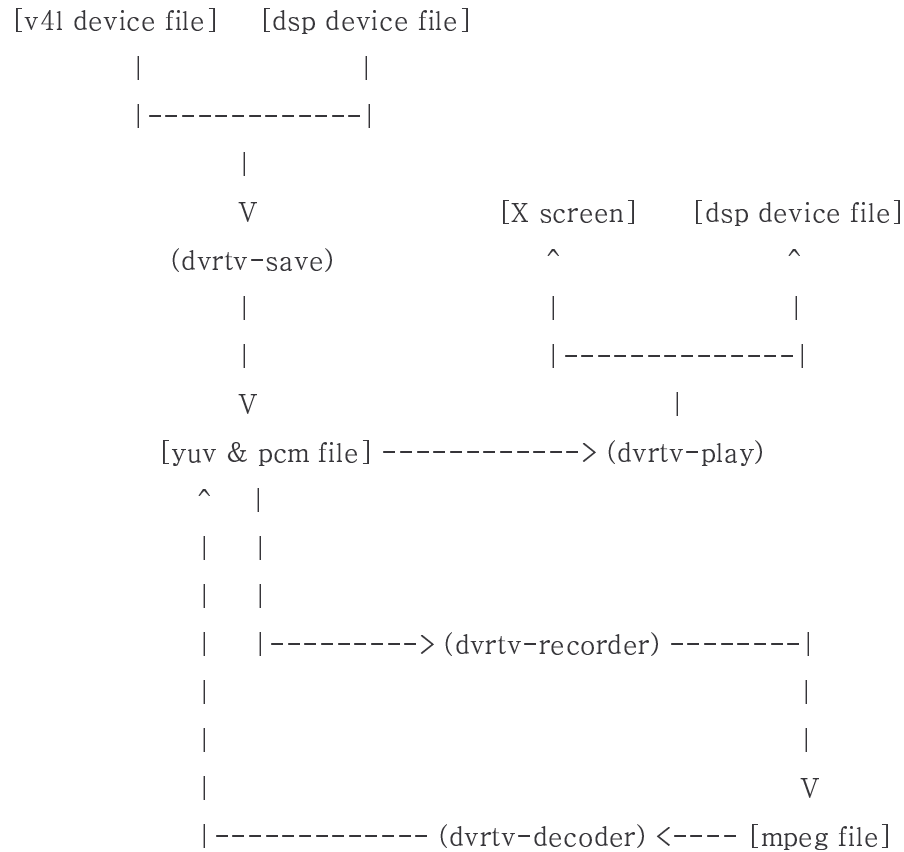 [v4l device file]   [dsp device file]
|                  |
|-------------|
|
V                    [X screen]    [dsp device file]
(dvrtv-save)                 ^                  ^
|                         |                  |
|                         |--------------|
V                                  |
[yuv & pcm file] ------------> (dvrtv-play)
^   |
|   |
|   |
|   |---------> (dvrtv-recorder) --------|
|                                              |
|                                              |
|                                              V
|------------- (dvrtv-decoder) <---- [mpeg file]